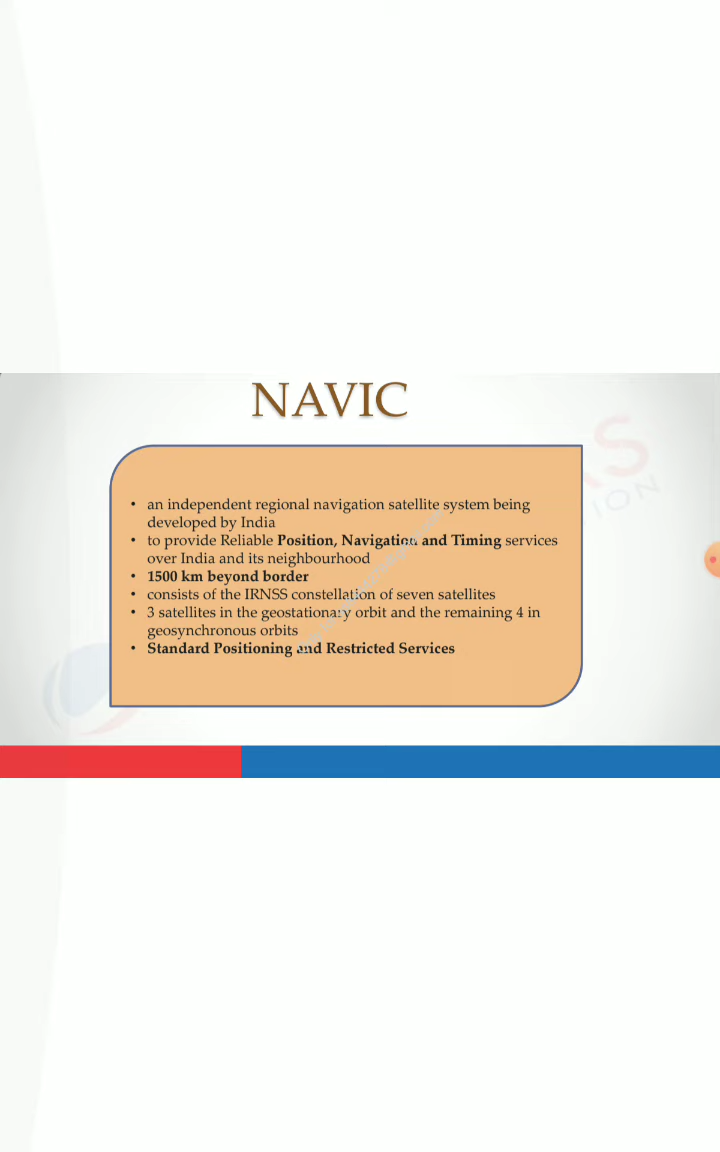 NAVIC
• an independent regional navigation satellite system being
developed by India
• to provide Reliable Position, Navigation and Timing services
over India and its neighbourhood
• 1500 km beyond border
• consists of the IRNSS constellation of seven satellites
• 3 satellites in the geostationary orbit and the remaining 4 in
geosynchronous orbits
• Standard Positioning and Restricted Services